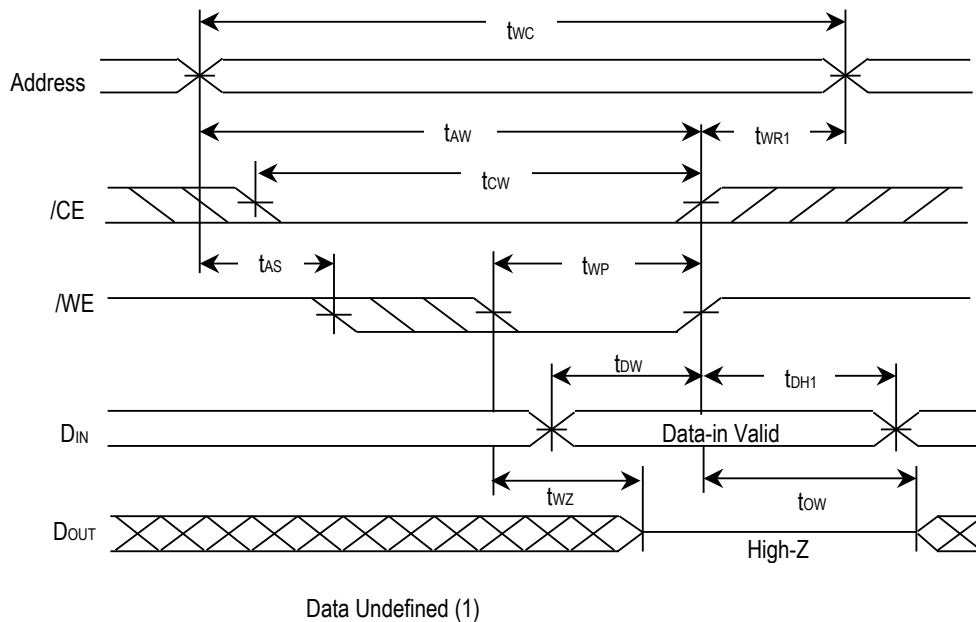 tWC
Address
tAW
tWR1
tCW
/CE
tAS
tWP
/WE
tDW
tDH1
DIN
Data-in Valid
tWZ
tOW
DOUT
High-Z
Data Undefined (1)